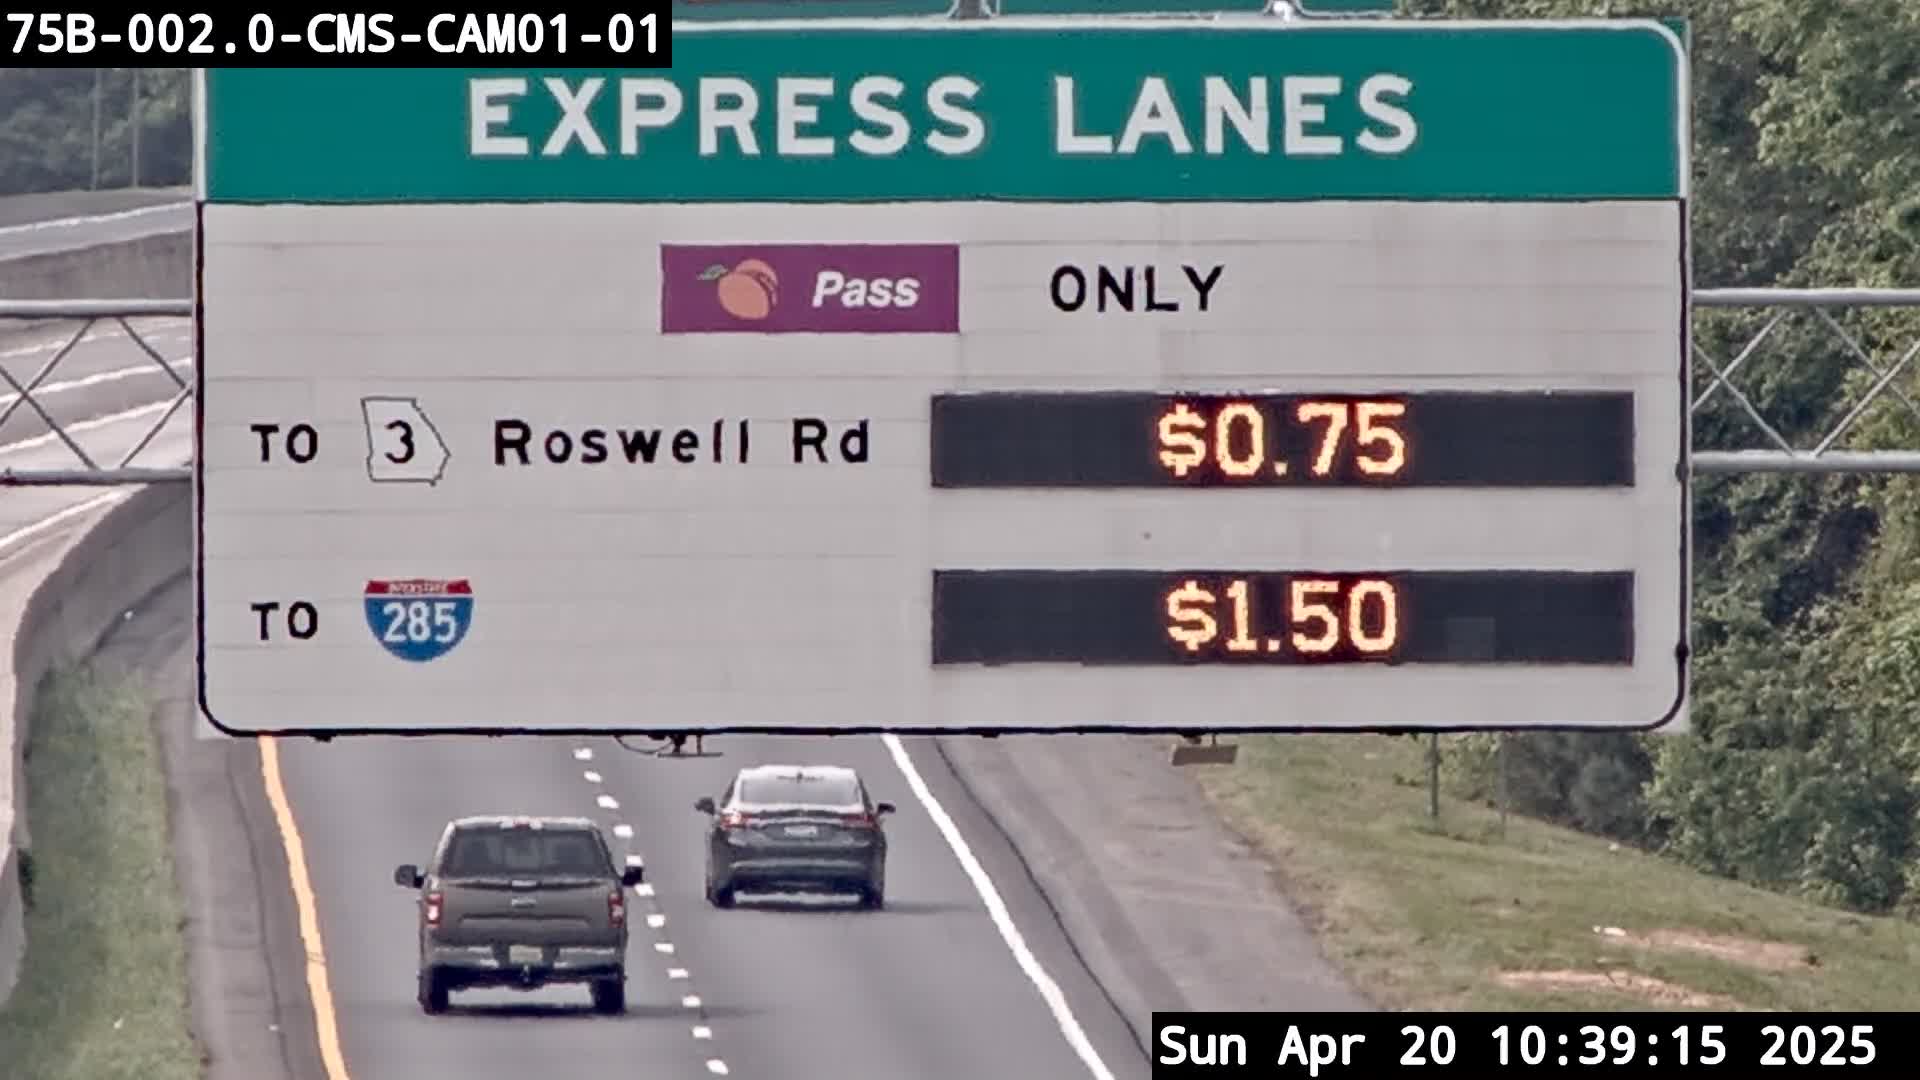 75B-002.0-CMS-CAM01-01
EXPRESS LANES
Pass ONLY
TO 3 Roswell Rd $0.75
INTERSTATE
TO 285 $1.50
Sun Apr 20 10:39:15 2025